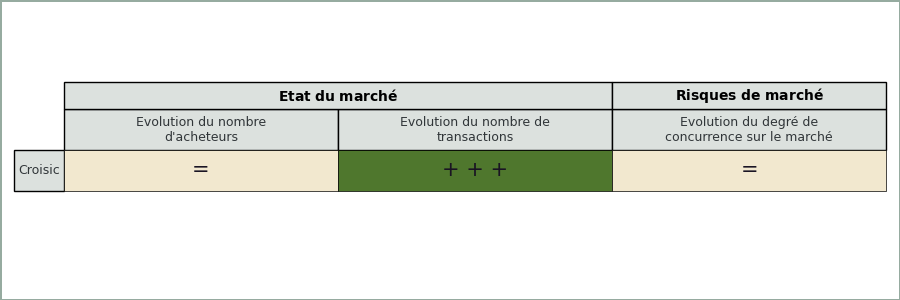 Etat du marché
Risques de marché
Evolution du nombre
d'acheteurs
Evolution du nombre de
transactions
Evolution du degré de
concurrence sur le marché
Croisic
=
+ + +
=